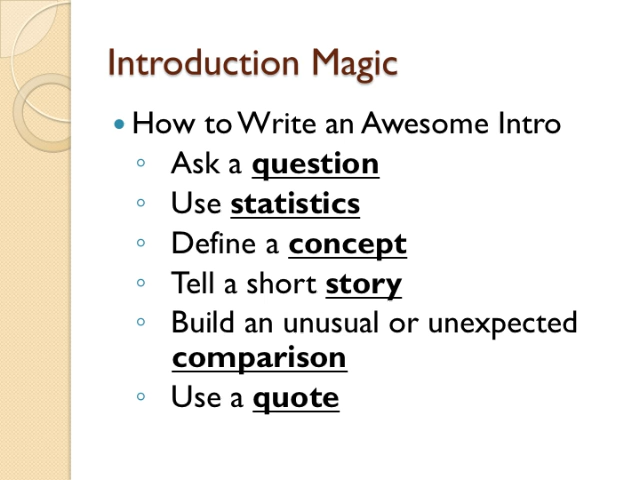 Introduction Magic
• How to Write an Awesome Intro
◦ Ask a question
◦ Use statistics
◦ Define a concept
◦ Tell a short story
◦ Build an unusual or unexpected
comparison
◦ Use a quote